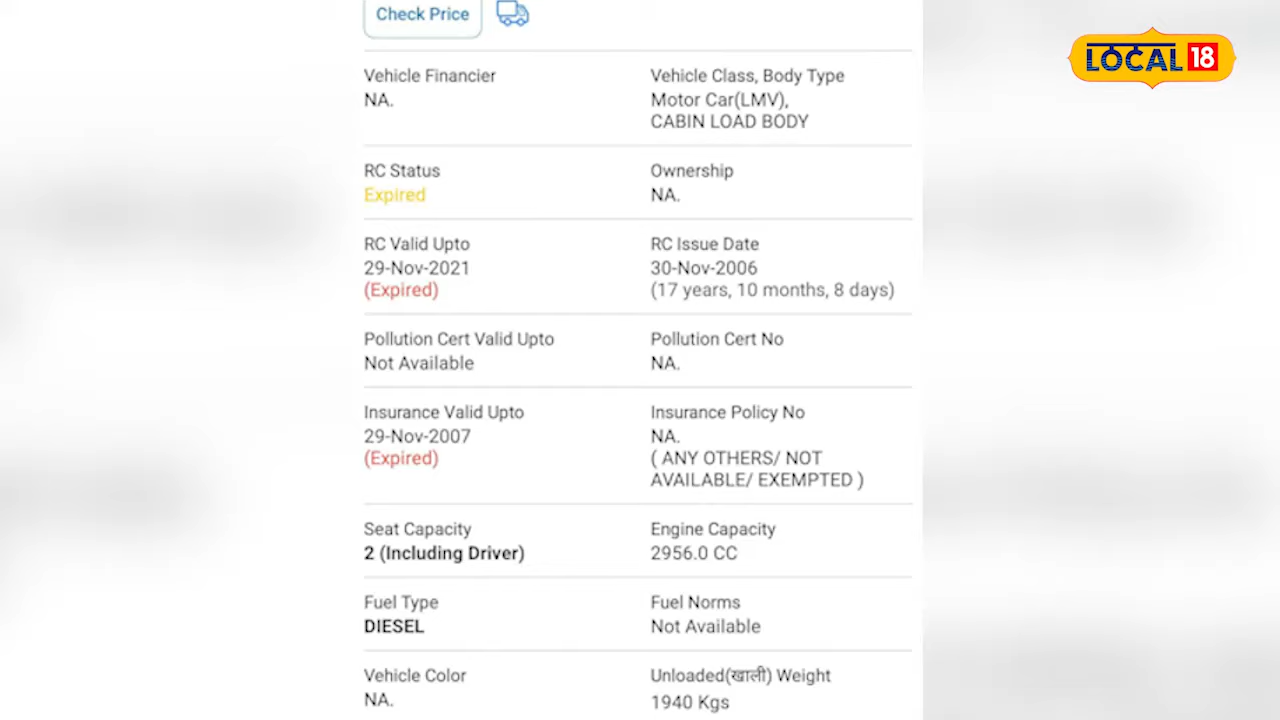 Check Price
LOCAL 18
Vehicle Financier
NA.
Vehicle Class, Body Type
Motor Car(LMV),
CABIN LOAD BODY
RC Status
Expired
Ownership
NA.
RC Valid Upto
29-Nov-2021
(Expired)
RC Issue Date
30-Nov-2006
(17 years, 10 months, 8 days)
Pollution Cert Valid Upto
Not Available
Pollution Cert No
NA.
Insurance Valid Upto
29-Nov-2007
(Expired)
Insurance Policy No
NA.
( ANY OTHERS/ NOT
AVAILABLE/ EXEMPTED )
Seat Capacity
2 (Including Driver)
Engine Capacity
2956.0 CC
Fuel Type
DIESEL
Fuel Norms
Not Available
Vehicle Color
NA.
Unloaded(खाली) Weight
1940 Kgs